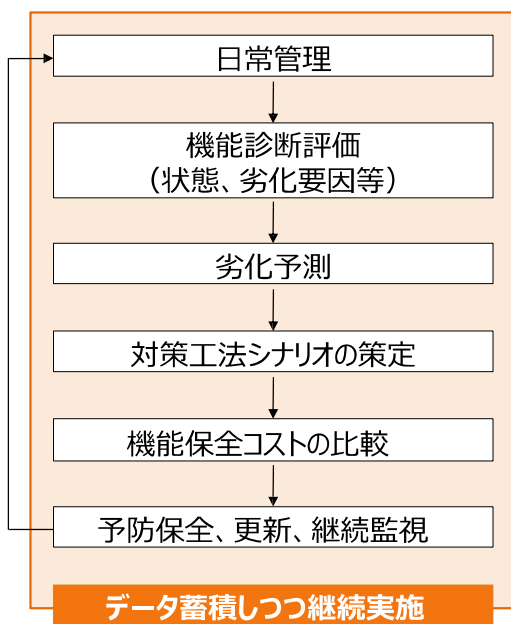 日常管理
機能診断評価
（状態、劣化要因等）
劣化予測
対策工法シナリオの策定
機能保全コストの比較
予防保全、更新、継続監視
データ蓄積しつつ継続実施